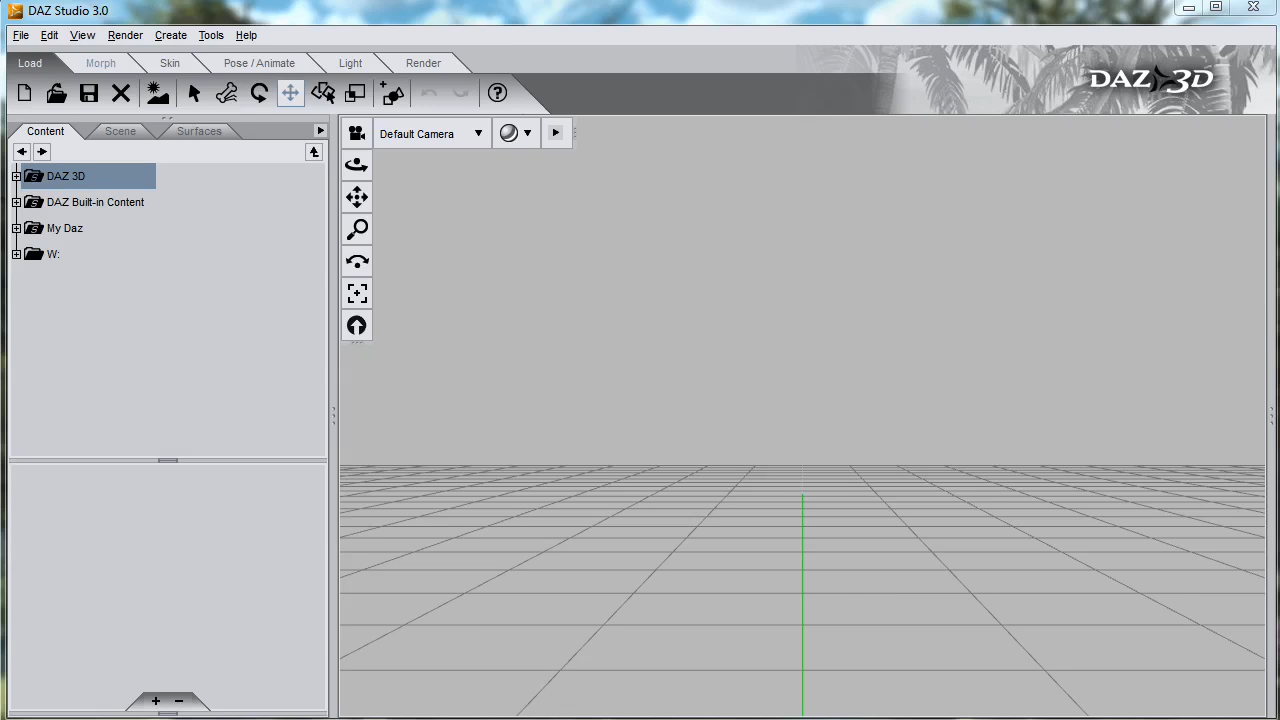 DAZ Studio 3.0
File Edit View Render Create Tools Help
Load Morph Skin Pose / Animate Light Render
DAZ 3D
Content Scene Surfaces
Default Camera
DAZ 3D
DAZ Built-in Content
My Daz
W: